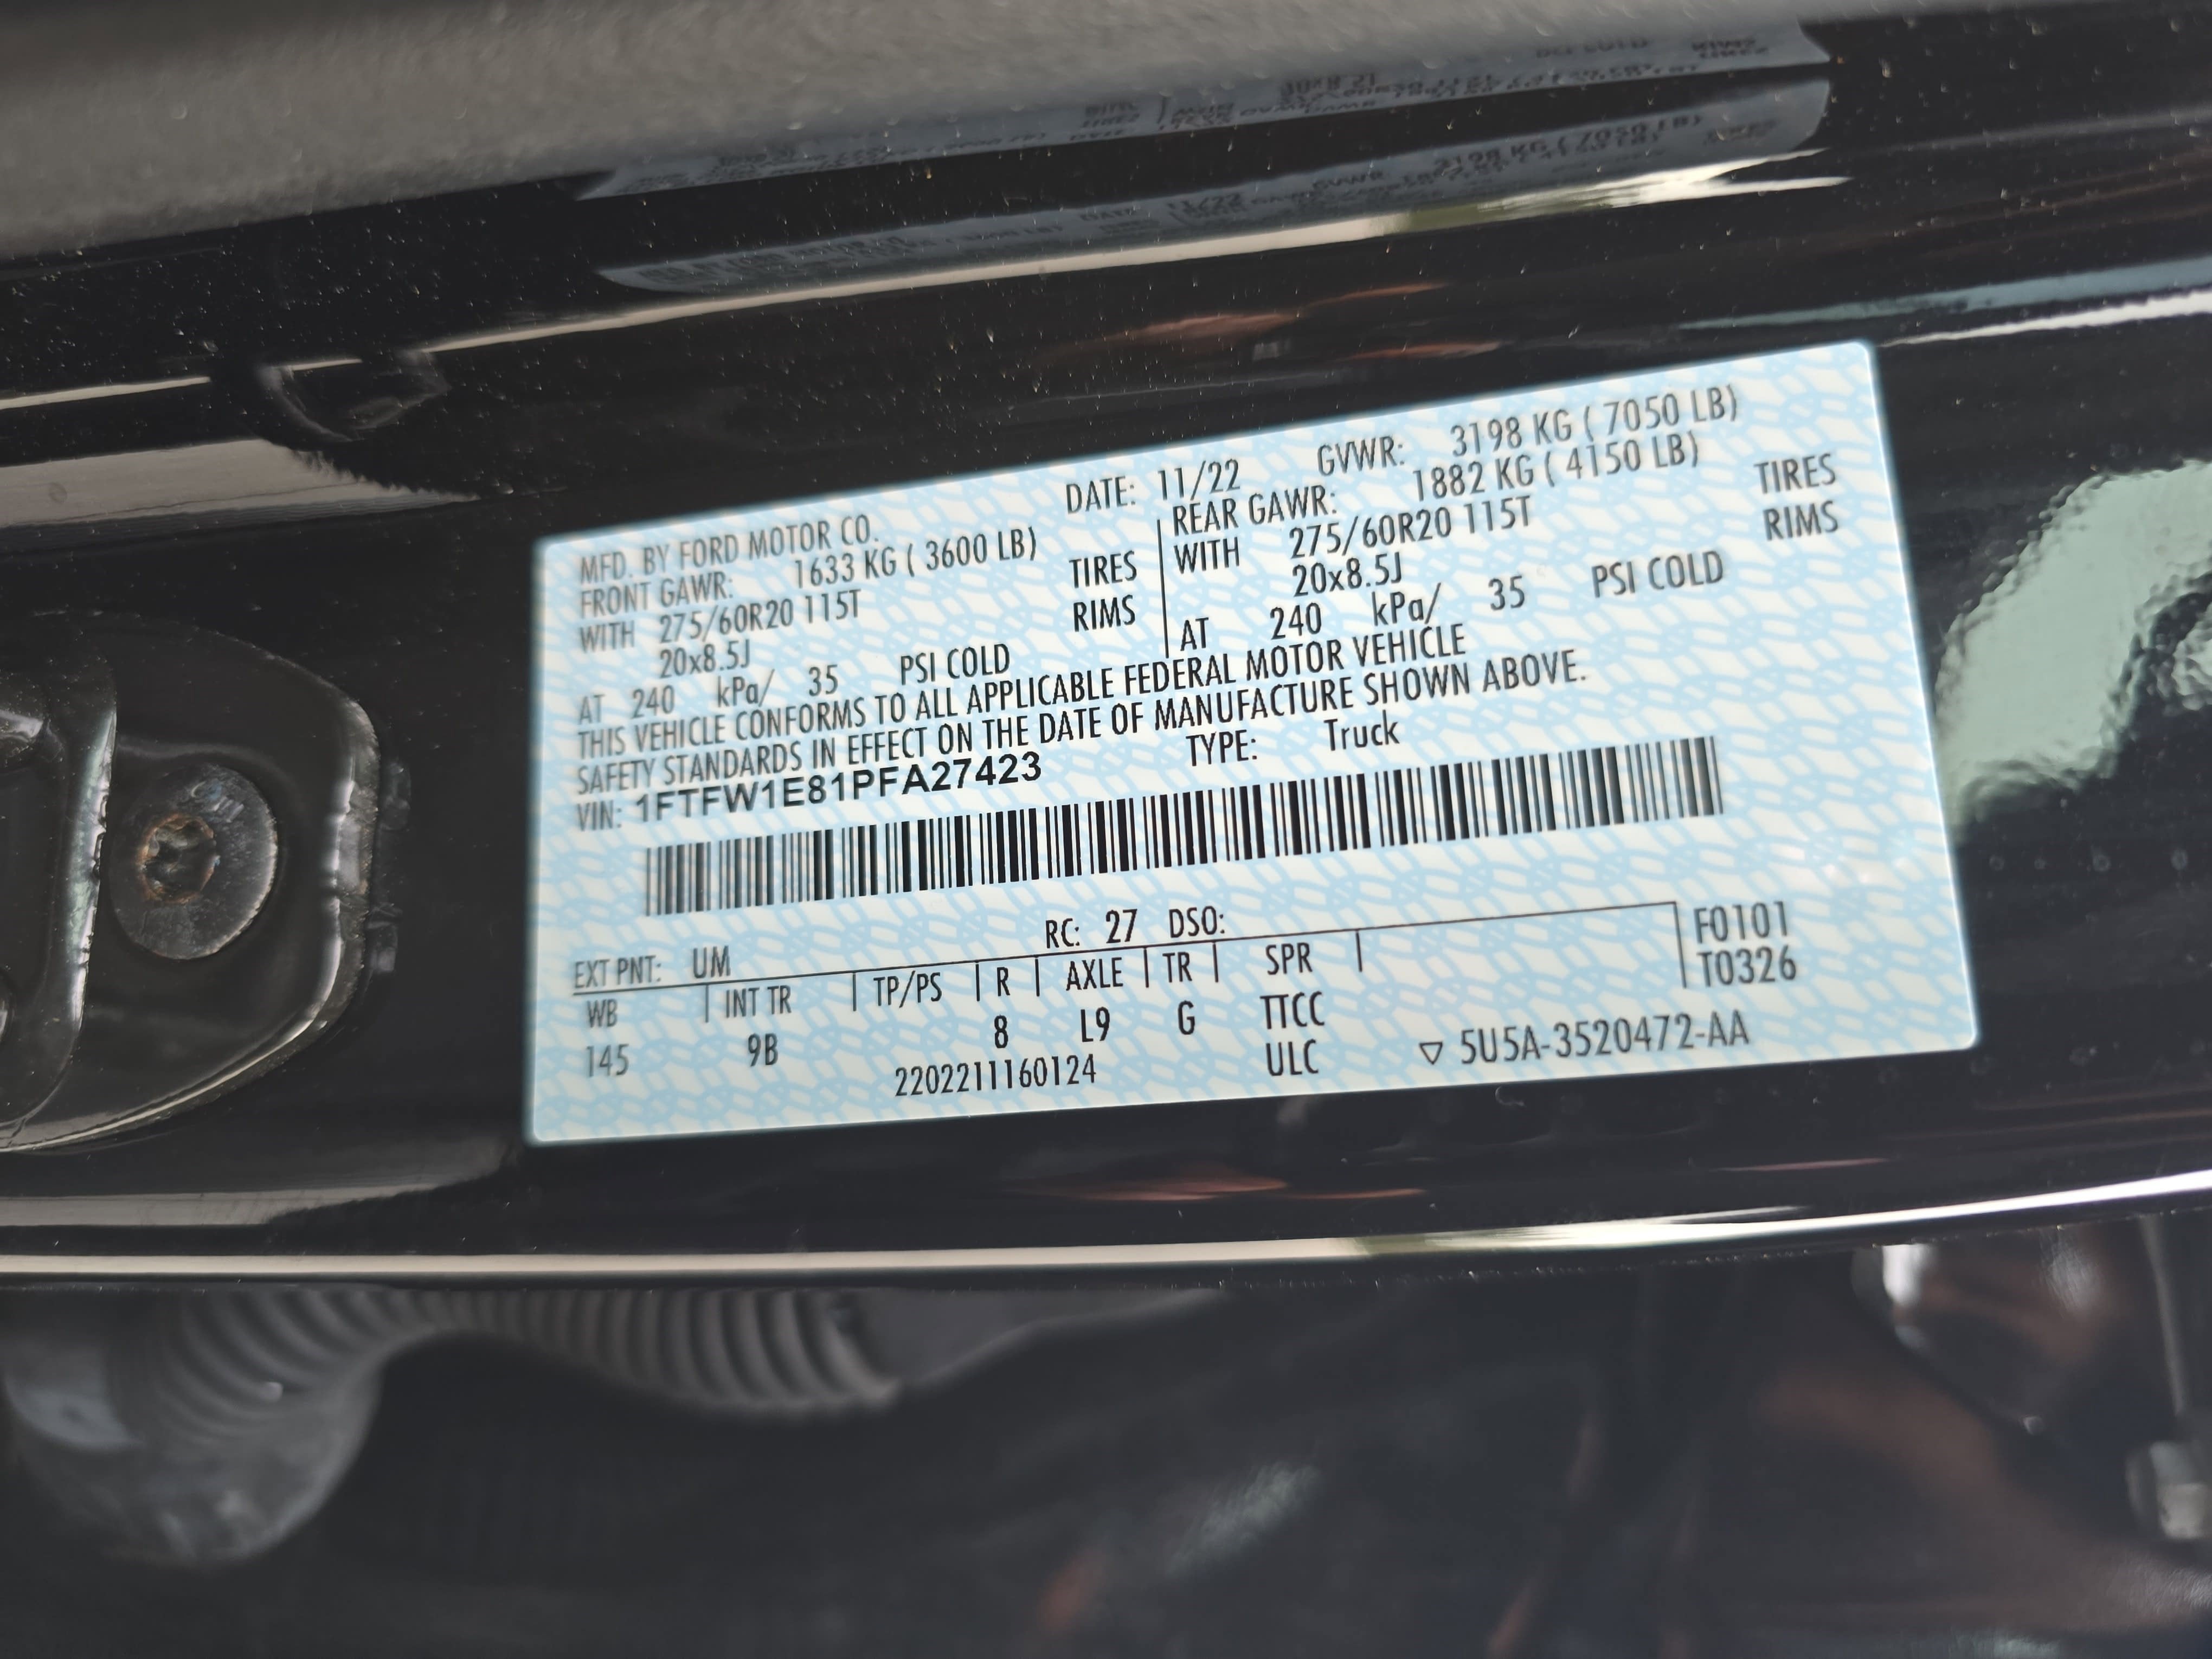 MFD. BY FORD MOTOR CO. DATE: 11/22 GVWR: 3198 KG ( 7050 LB)
FRONT GAWR: 1633 KG ( 3600 LB) REAR GAWR: 1882 KG ( 4150 LB)
WITH 275/60R20 115T TIRES WITH 275/60R20 115T TIRES
20x8.5J RIMS 20x8.5J RIMS
AT 240 kPa/ 35 PSI COLD AT 240 kPa/ 35 PSI COLD
THIS VEHICLE CONFORMS TO ALL APPLICABLE FEDERAL MOTOR VEHICLE
SAFETY STANDARDS IN EFFECT ON THE DATE OF MANUFACTURE SHOWN ABOVE.
VIN: 1FTFW1E81PFA27423 TYPE: Truck
EXT PNT: UM RC: 27 DSO: F0101
WB INT TR TP/PS R AXLE TR SPR T0326
145 9B 8 L9 G TTCC
2202211160124 ULC ▽ 5U5A-3520472-AA